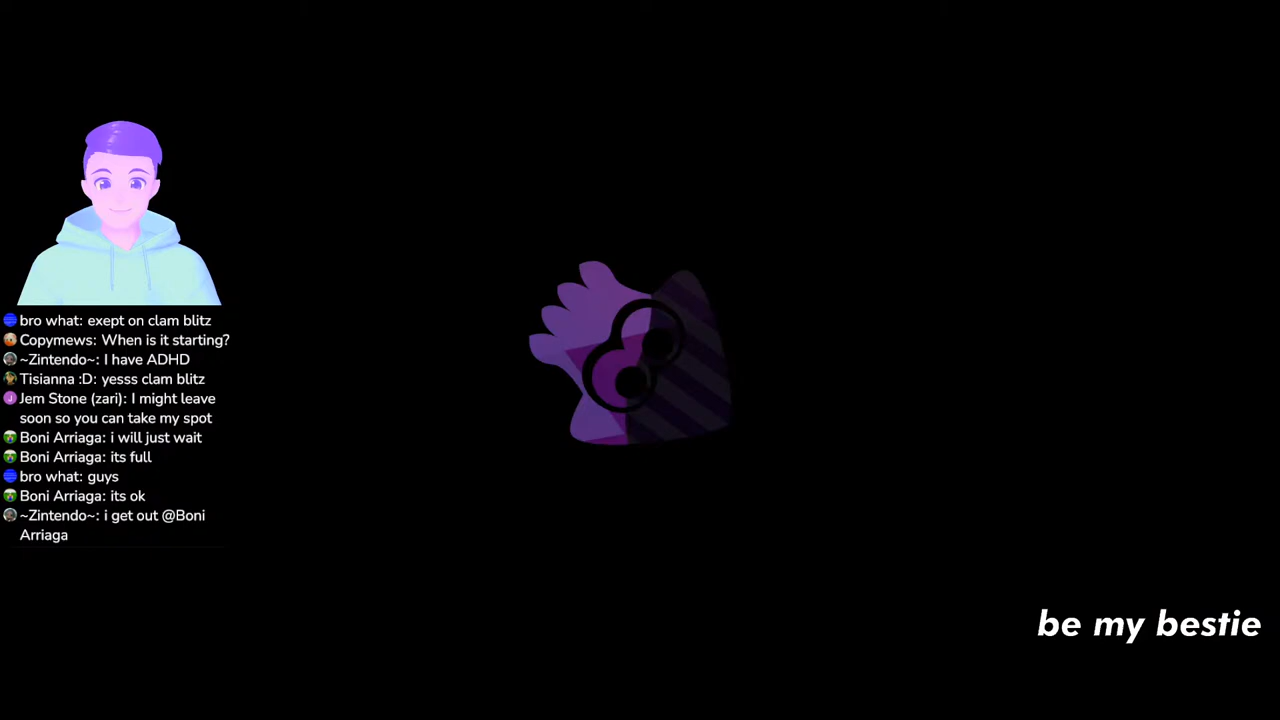 bro what: exept on clam blitz
Copymews: When is it starting?
~Zintendo~: I have ADHD
Tisianna :D: yesss clam blitz
Jem Stone (zari): I might leave
soon so you can take my spot
Boni Arriaga: i will just wait
Boni Arriaga: its full
bro what: guys
Boni Arriaga: its ok
~Zintendo~: i get out @Boni
Arriaga
be my bestie